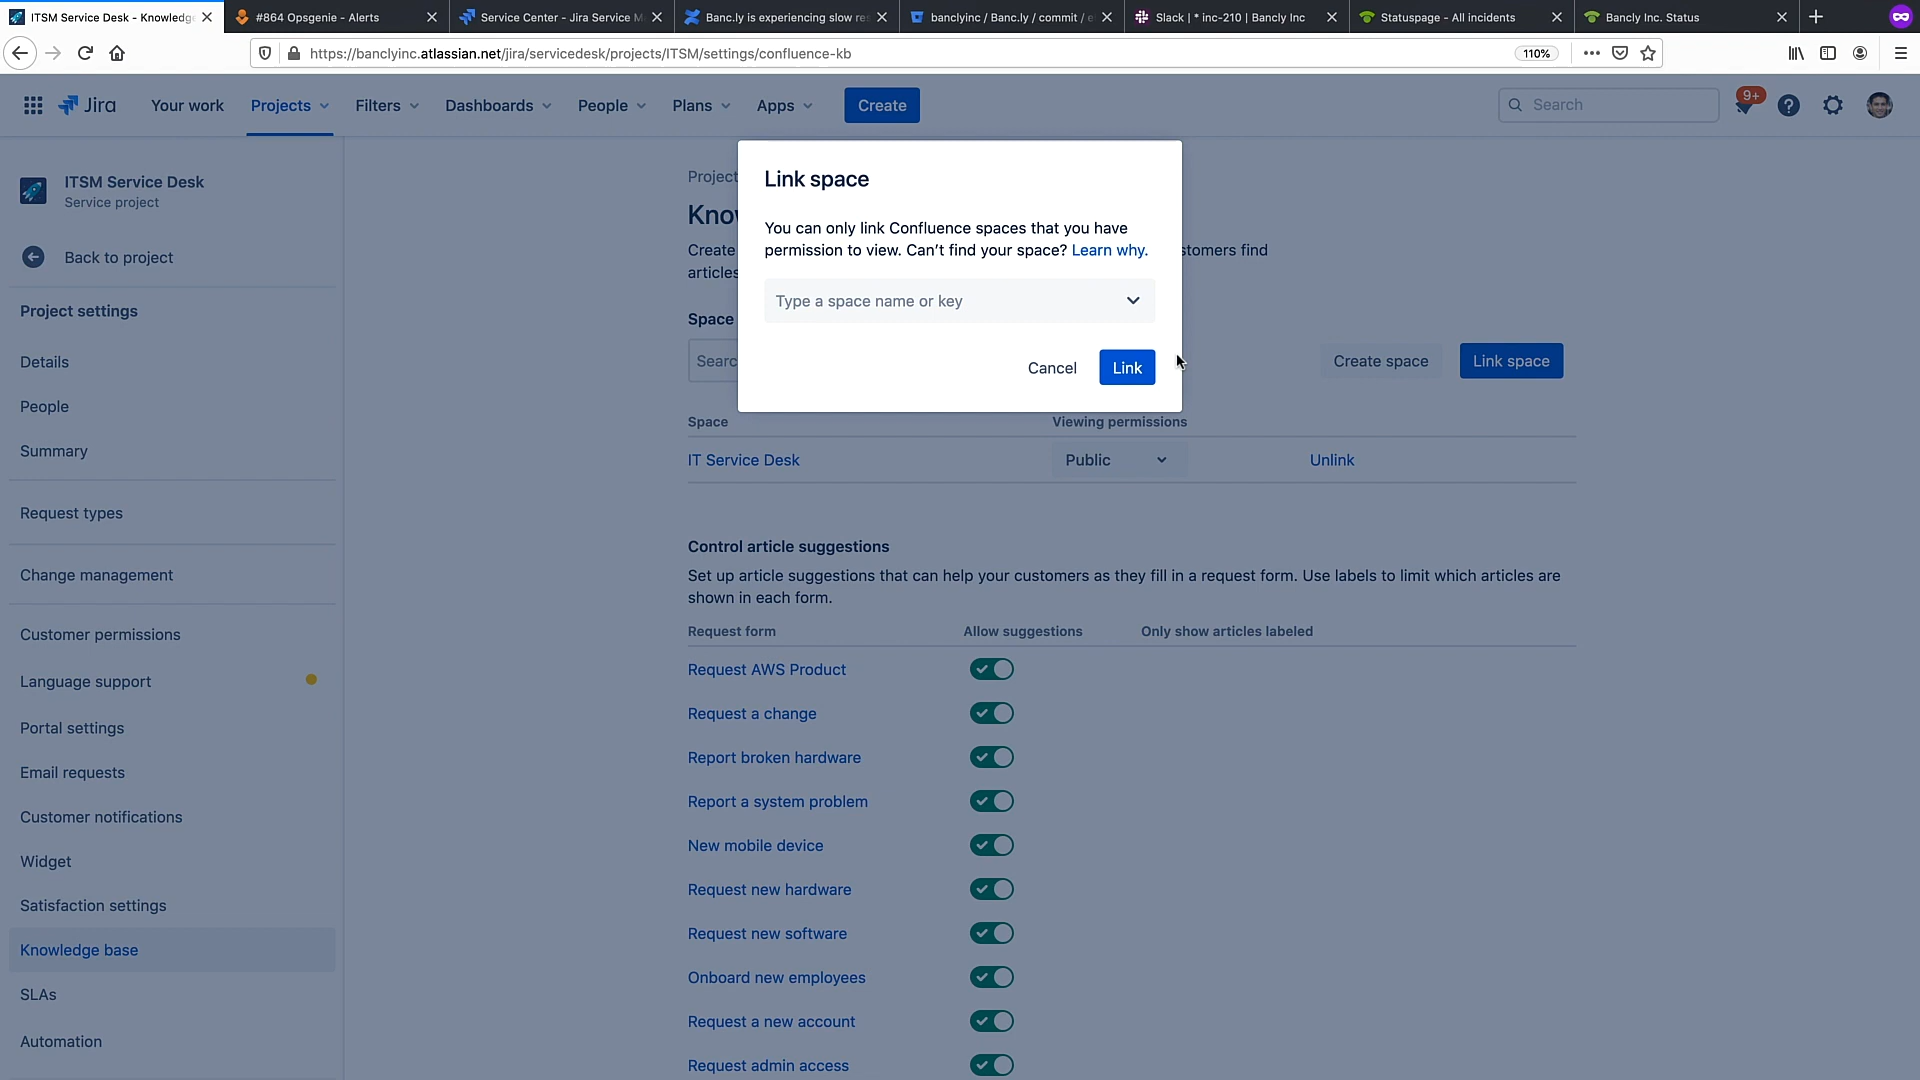 ITSM Service Desk - Knowledg
#864 Opsgenie - Alerts
Service Center - Jira Service M
Banc.ly is experiencing slow res
banclyinc / Banc.ly / commit / e
Slack | * inc-210 | Bancly Inc
Statuspage - All incidents
Bancly Inc. Status
https://banclyinc.atlassian.net/jira/servicedesk/projects/ITSM/settings/confluence-kb
110%
Jira
Your work
Projects
Filters
Dashboards
People
Plans
Apps
Create
Search
9+
ITSM Service Desk
Service project
Back to project
Project settings
Details
People
Summary
Request types
Change management
Customer permissions
Language support
Portal settings
Email requests
Customer notifications
Widget
Satisfaction settings
Knowledge base
SLAs
Automation
Project
Know
Create
stomers find
articles
Space
Searc
Create space
Link space
Link space
You can only link Confluence spaces that you have
permission to view. Can't find your space? Learn why.
Type a space name or key
Cancel
Link
Space
Viewing permissions
IT Service Desk
Public
Unlink
Control article suggestions
Set up article suggestions that can help your customers as they fill in a request form. Use labels to limit which articles are
shown in each form.
Request form
Allow suggestions
Only show articles labeled
Request AWS Product
Request a change
Report broken hardware
Report a system problem
New mobile device
Request new hardware
Request new software
Onboard new employees
Request a new account
Request admin access